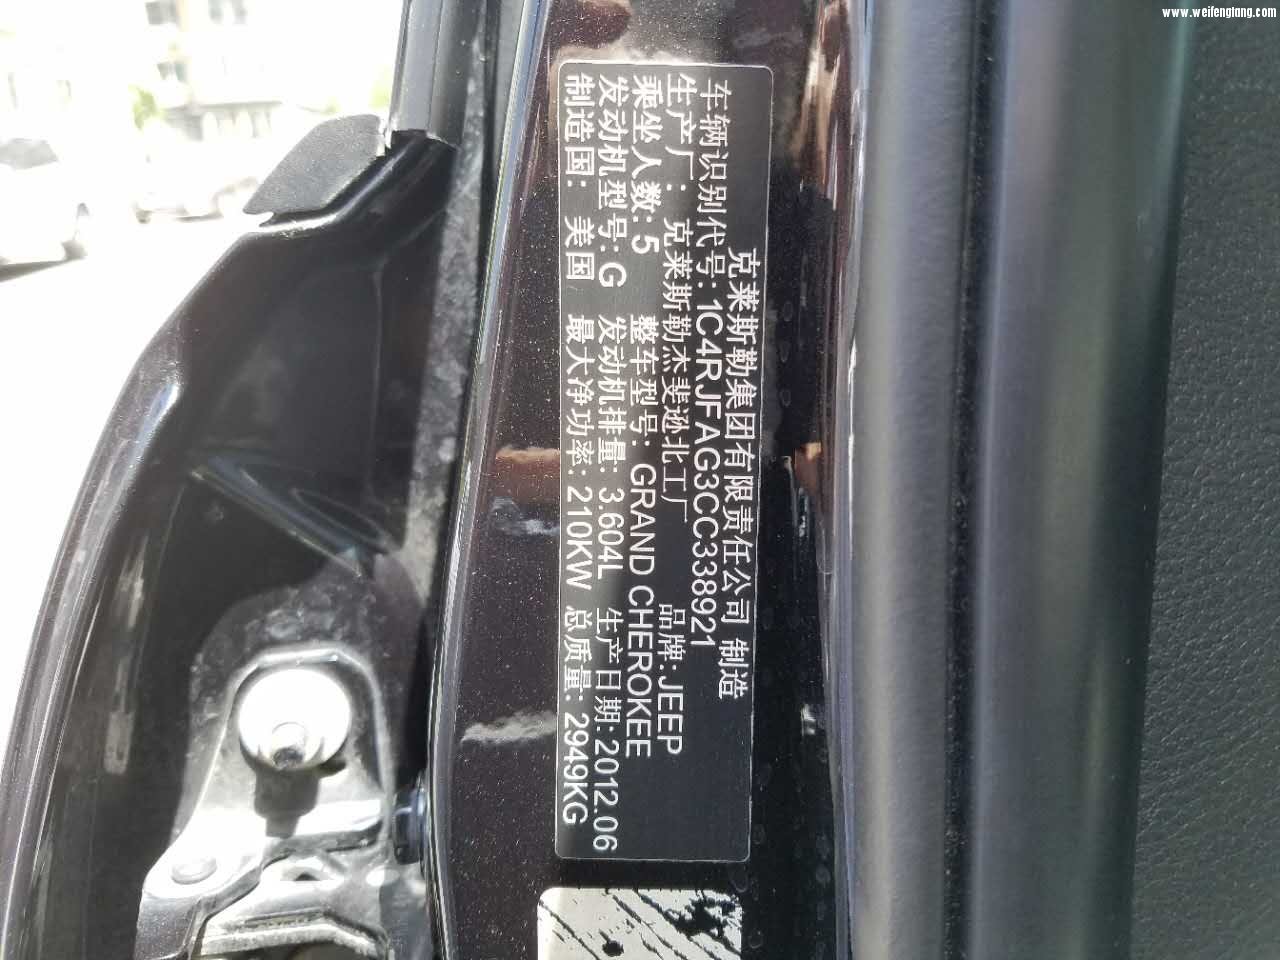 www.weifengtang.com
克莱斯勒集团有限责任公司 制造
车辆识别代号: 1C4RJFAG3CC338921
生产厂: 克莱斯勒杰斐逊北工厂 品牌: JEEP
乘坐人数: 5 整车型号: GRAND CHEROKEE
发动机型号: G 发动机排量: 3.604L 生产日期: 2012.06
制造国: 美国 最大净功率: 210KW 总质量: 2949KG